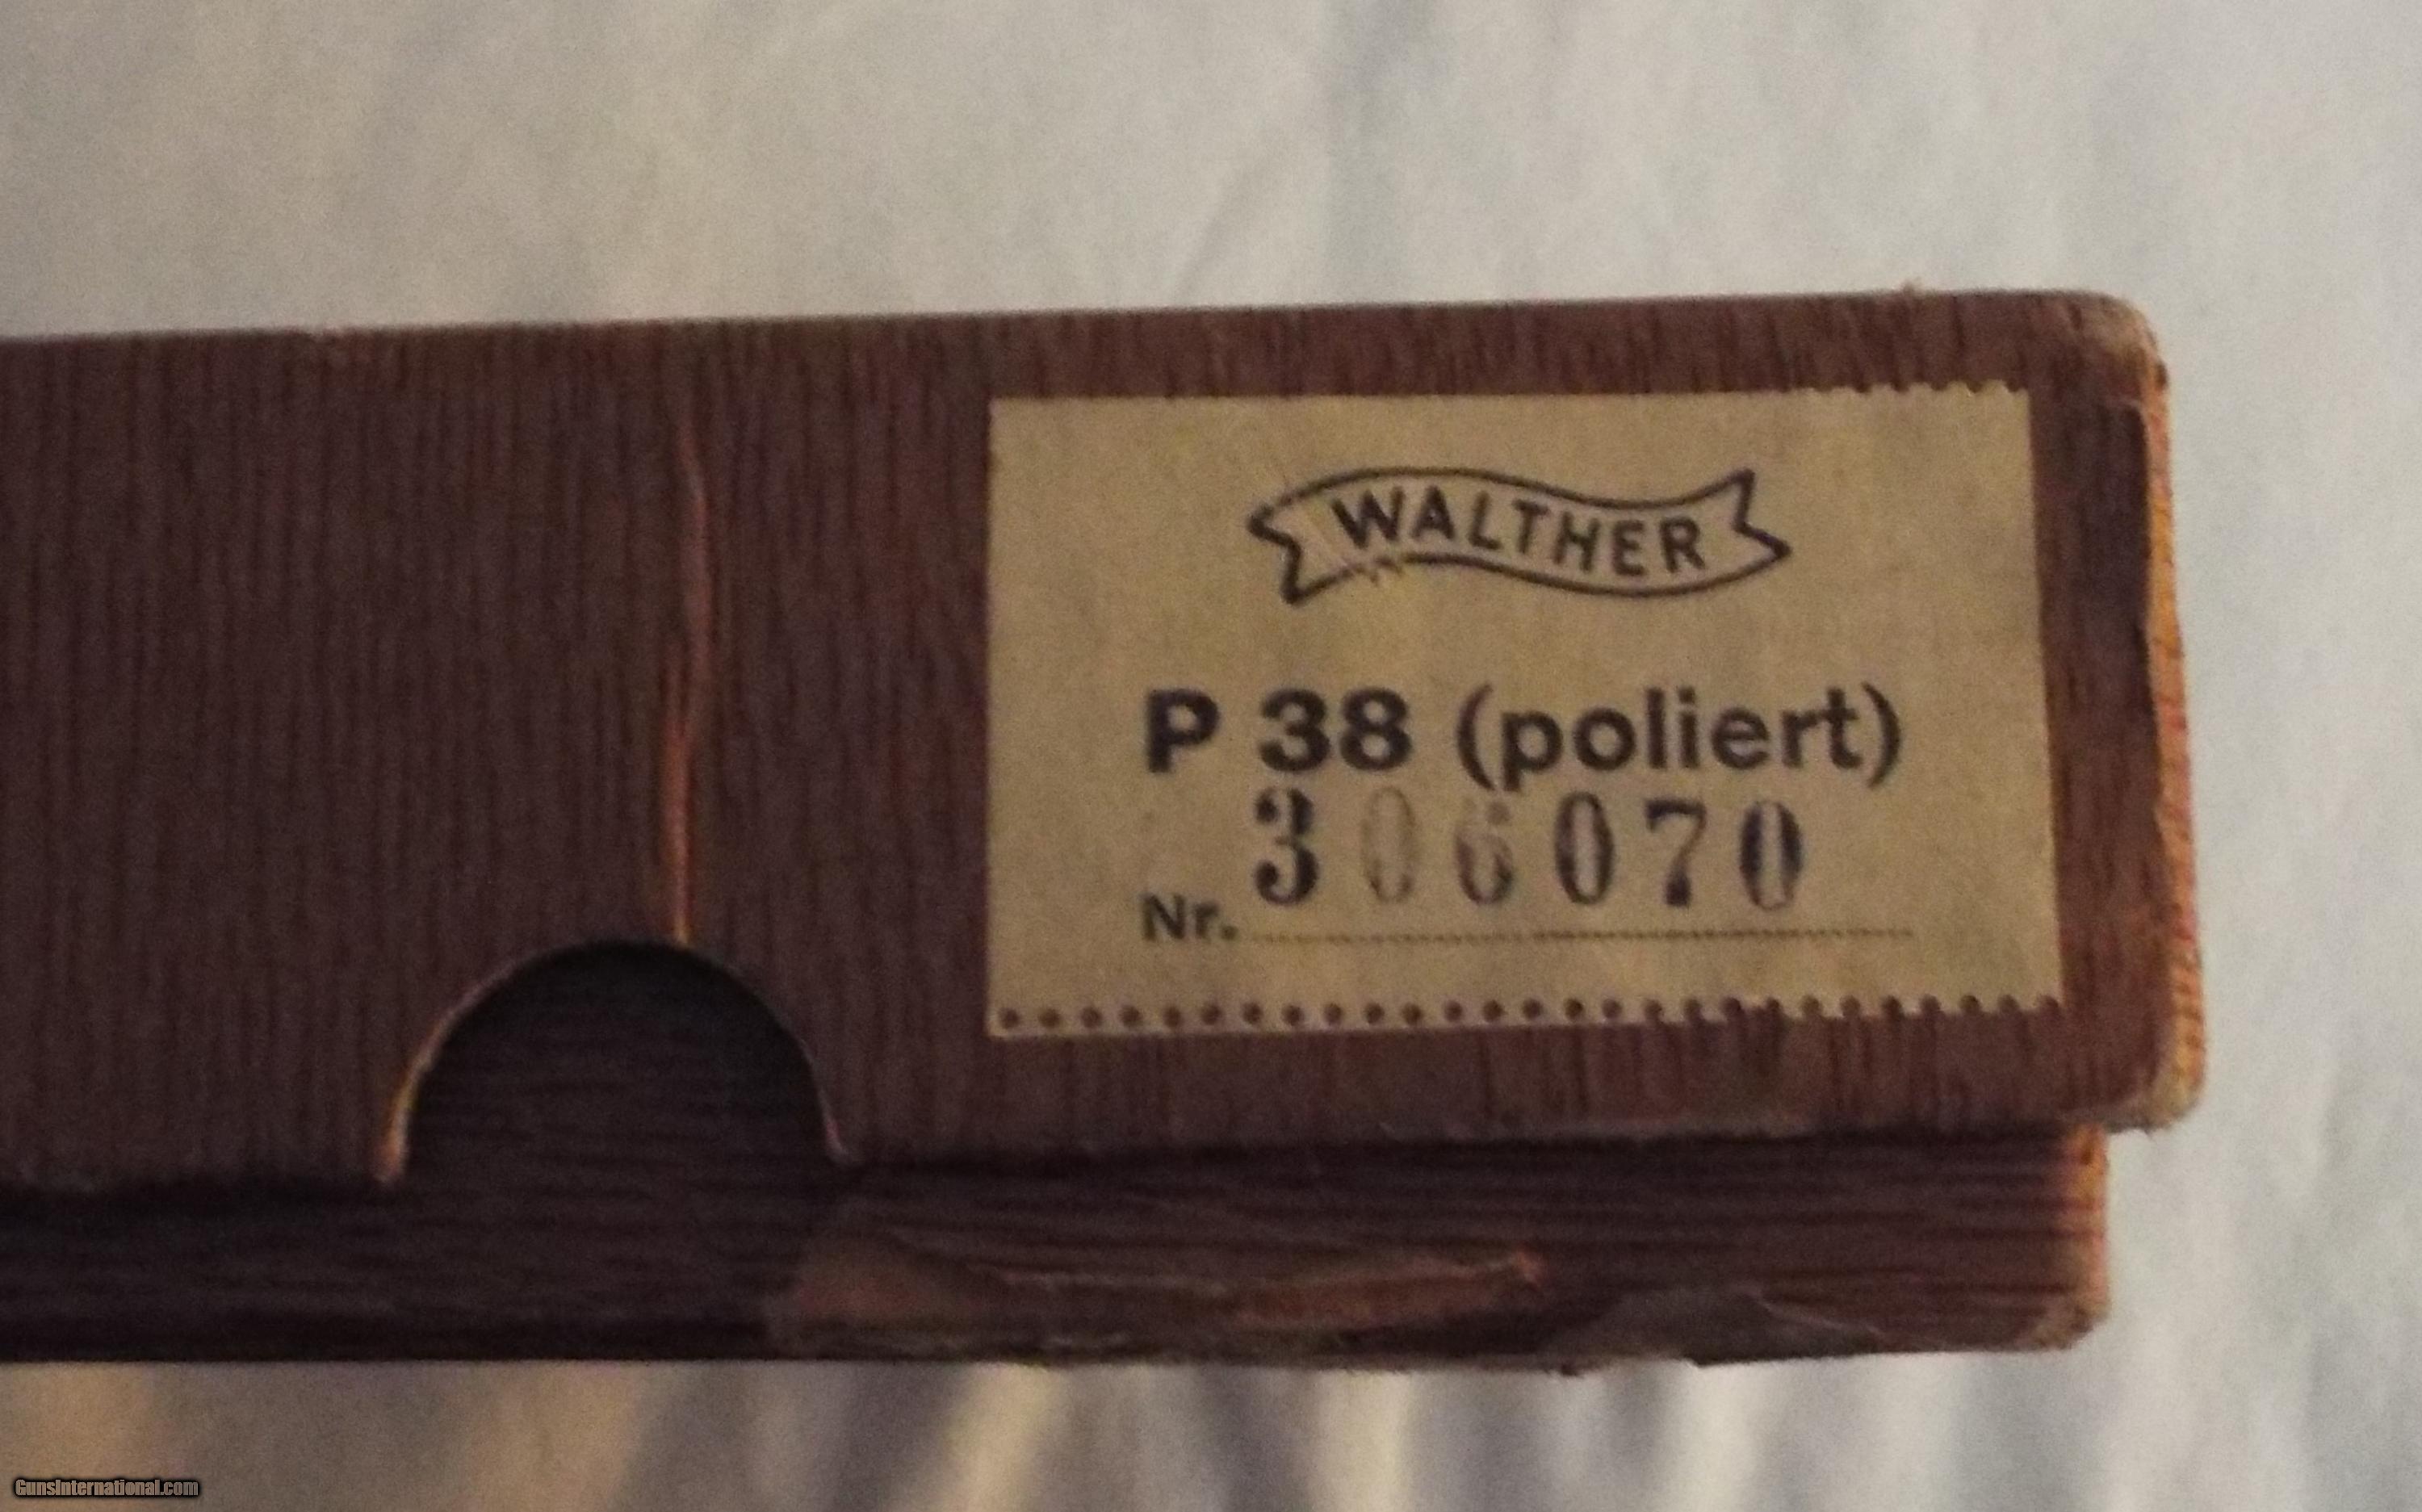 WALTHER
P 38 (poliert)
Nr. 306070
GunsInternational.com